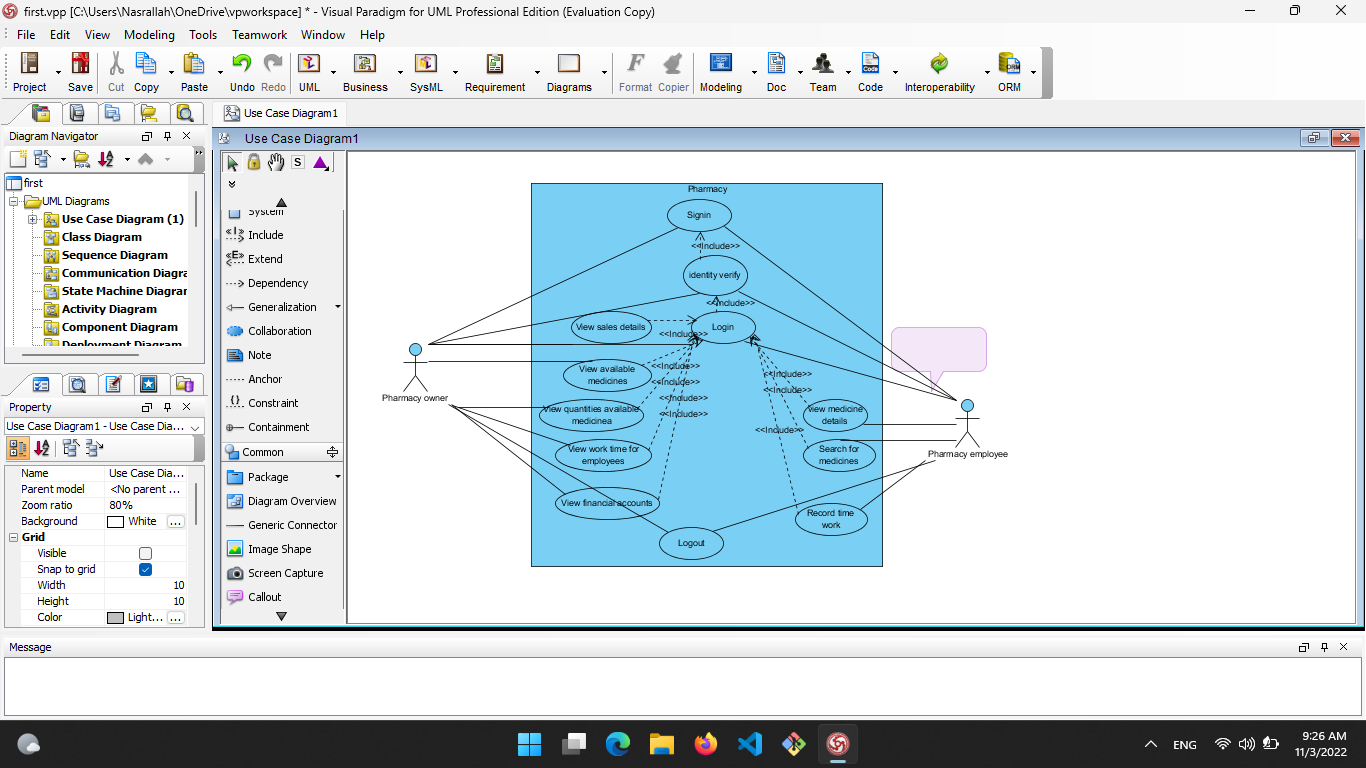 first.vpp [C:\Users\Nasrallah\OneDrive\vpworkspace] * - Visual Paradigm for UML Professional Edition (Evaluation Copy)
File Edit View Modeling Tools Teamwork Window Help
Project Save Cut Copy Paste Undo Redo UML Business SysML Requirement Diagrams Format Copier Modeling Doc Team Code Interoperability ORM
Use Case Diagram1
Diagram Navigator
Use Case Diagram1
first
UML Diagrams
Use Case Diagram (1)
Class Diagram
Sequence Diagram
Communication Diagra
State Machine Diagrar
Activity Diagram
Component Diagram
Deployment Diagram
S
System
Include
Extend
Dependency
Generalization
Collaboration
Note
Anchor
Constraint
Containment
Common
Package
Diagram Overview
Generic Connector
Image Shape
Screen Capture
Callout
Pharmacy
Signin
<<Include>>
identity verify
<<Include>>
View sales details
Login
<<Include>>
View available
medicines
<<Include>>
<<Include>>
<<Include>>
<<Include>>
<<Include>>
<<Include>>
<<Include>>
View quantities available
medicinea
View medicine
details
View work time for
employees
Search for
medicines
View financial accounts
Record time
work
Logout
Pharmacy owner
Pharmacy employee
Property
Use Case Diagram1 - Use Case Dia...
Name Use Case Dia...
Parent model <No parent ...
Zoom ratio 80%
Background White ...
Grid
Visible
Snap to grid
Width 10
Height 10
Color Light... ...
Message
ENG
9:26 AM
11/3/2022